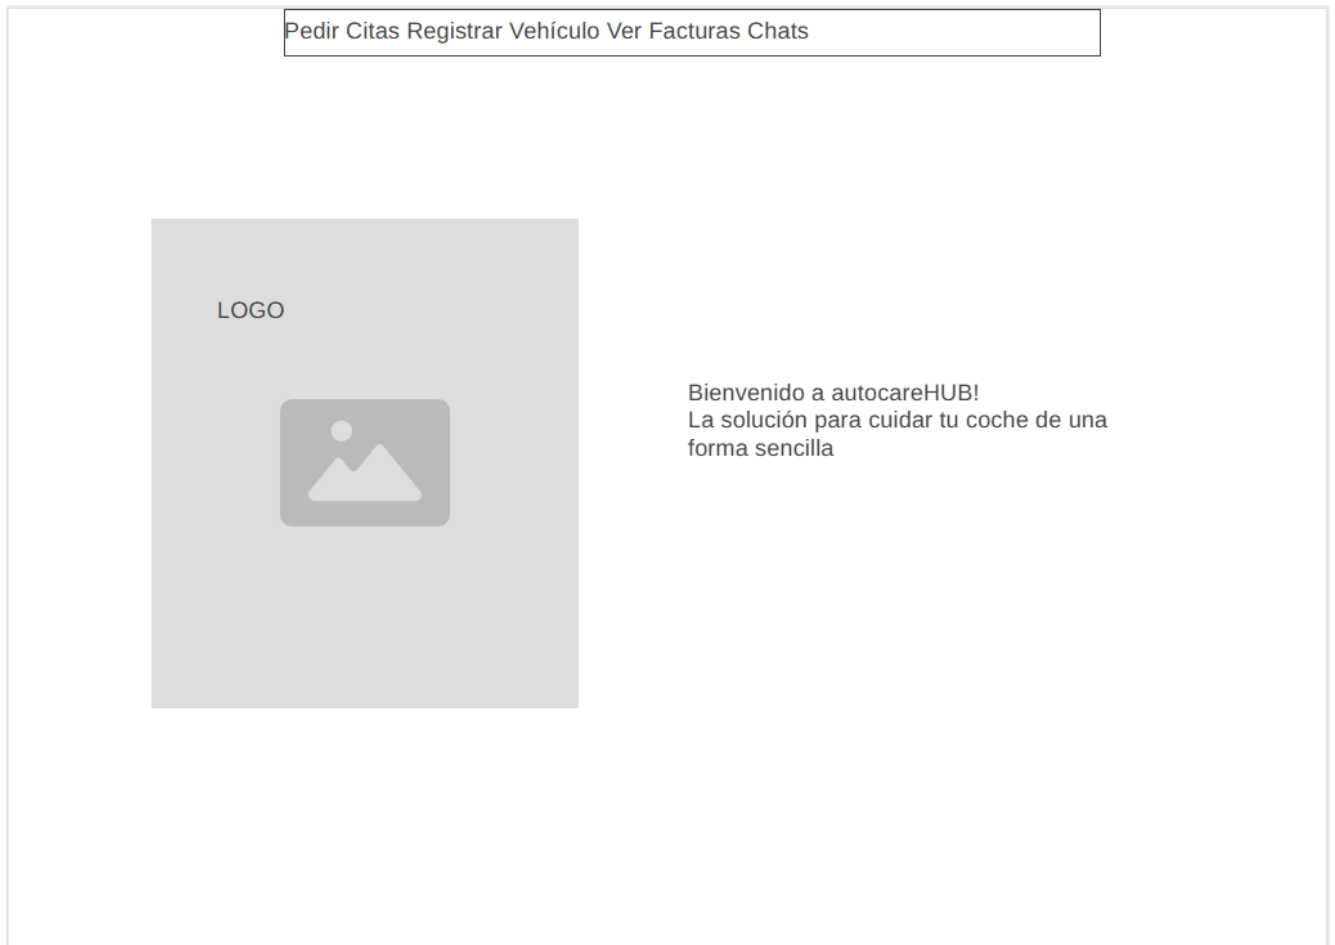 Pedir Citas Registrar Vehículo Ver Facturas Chats
LOGO
Bienvenido a autocareHUB!
La solución para cuidar tu coche de una
forma sencilla